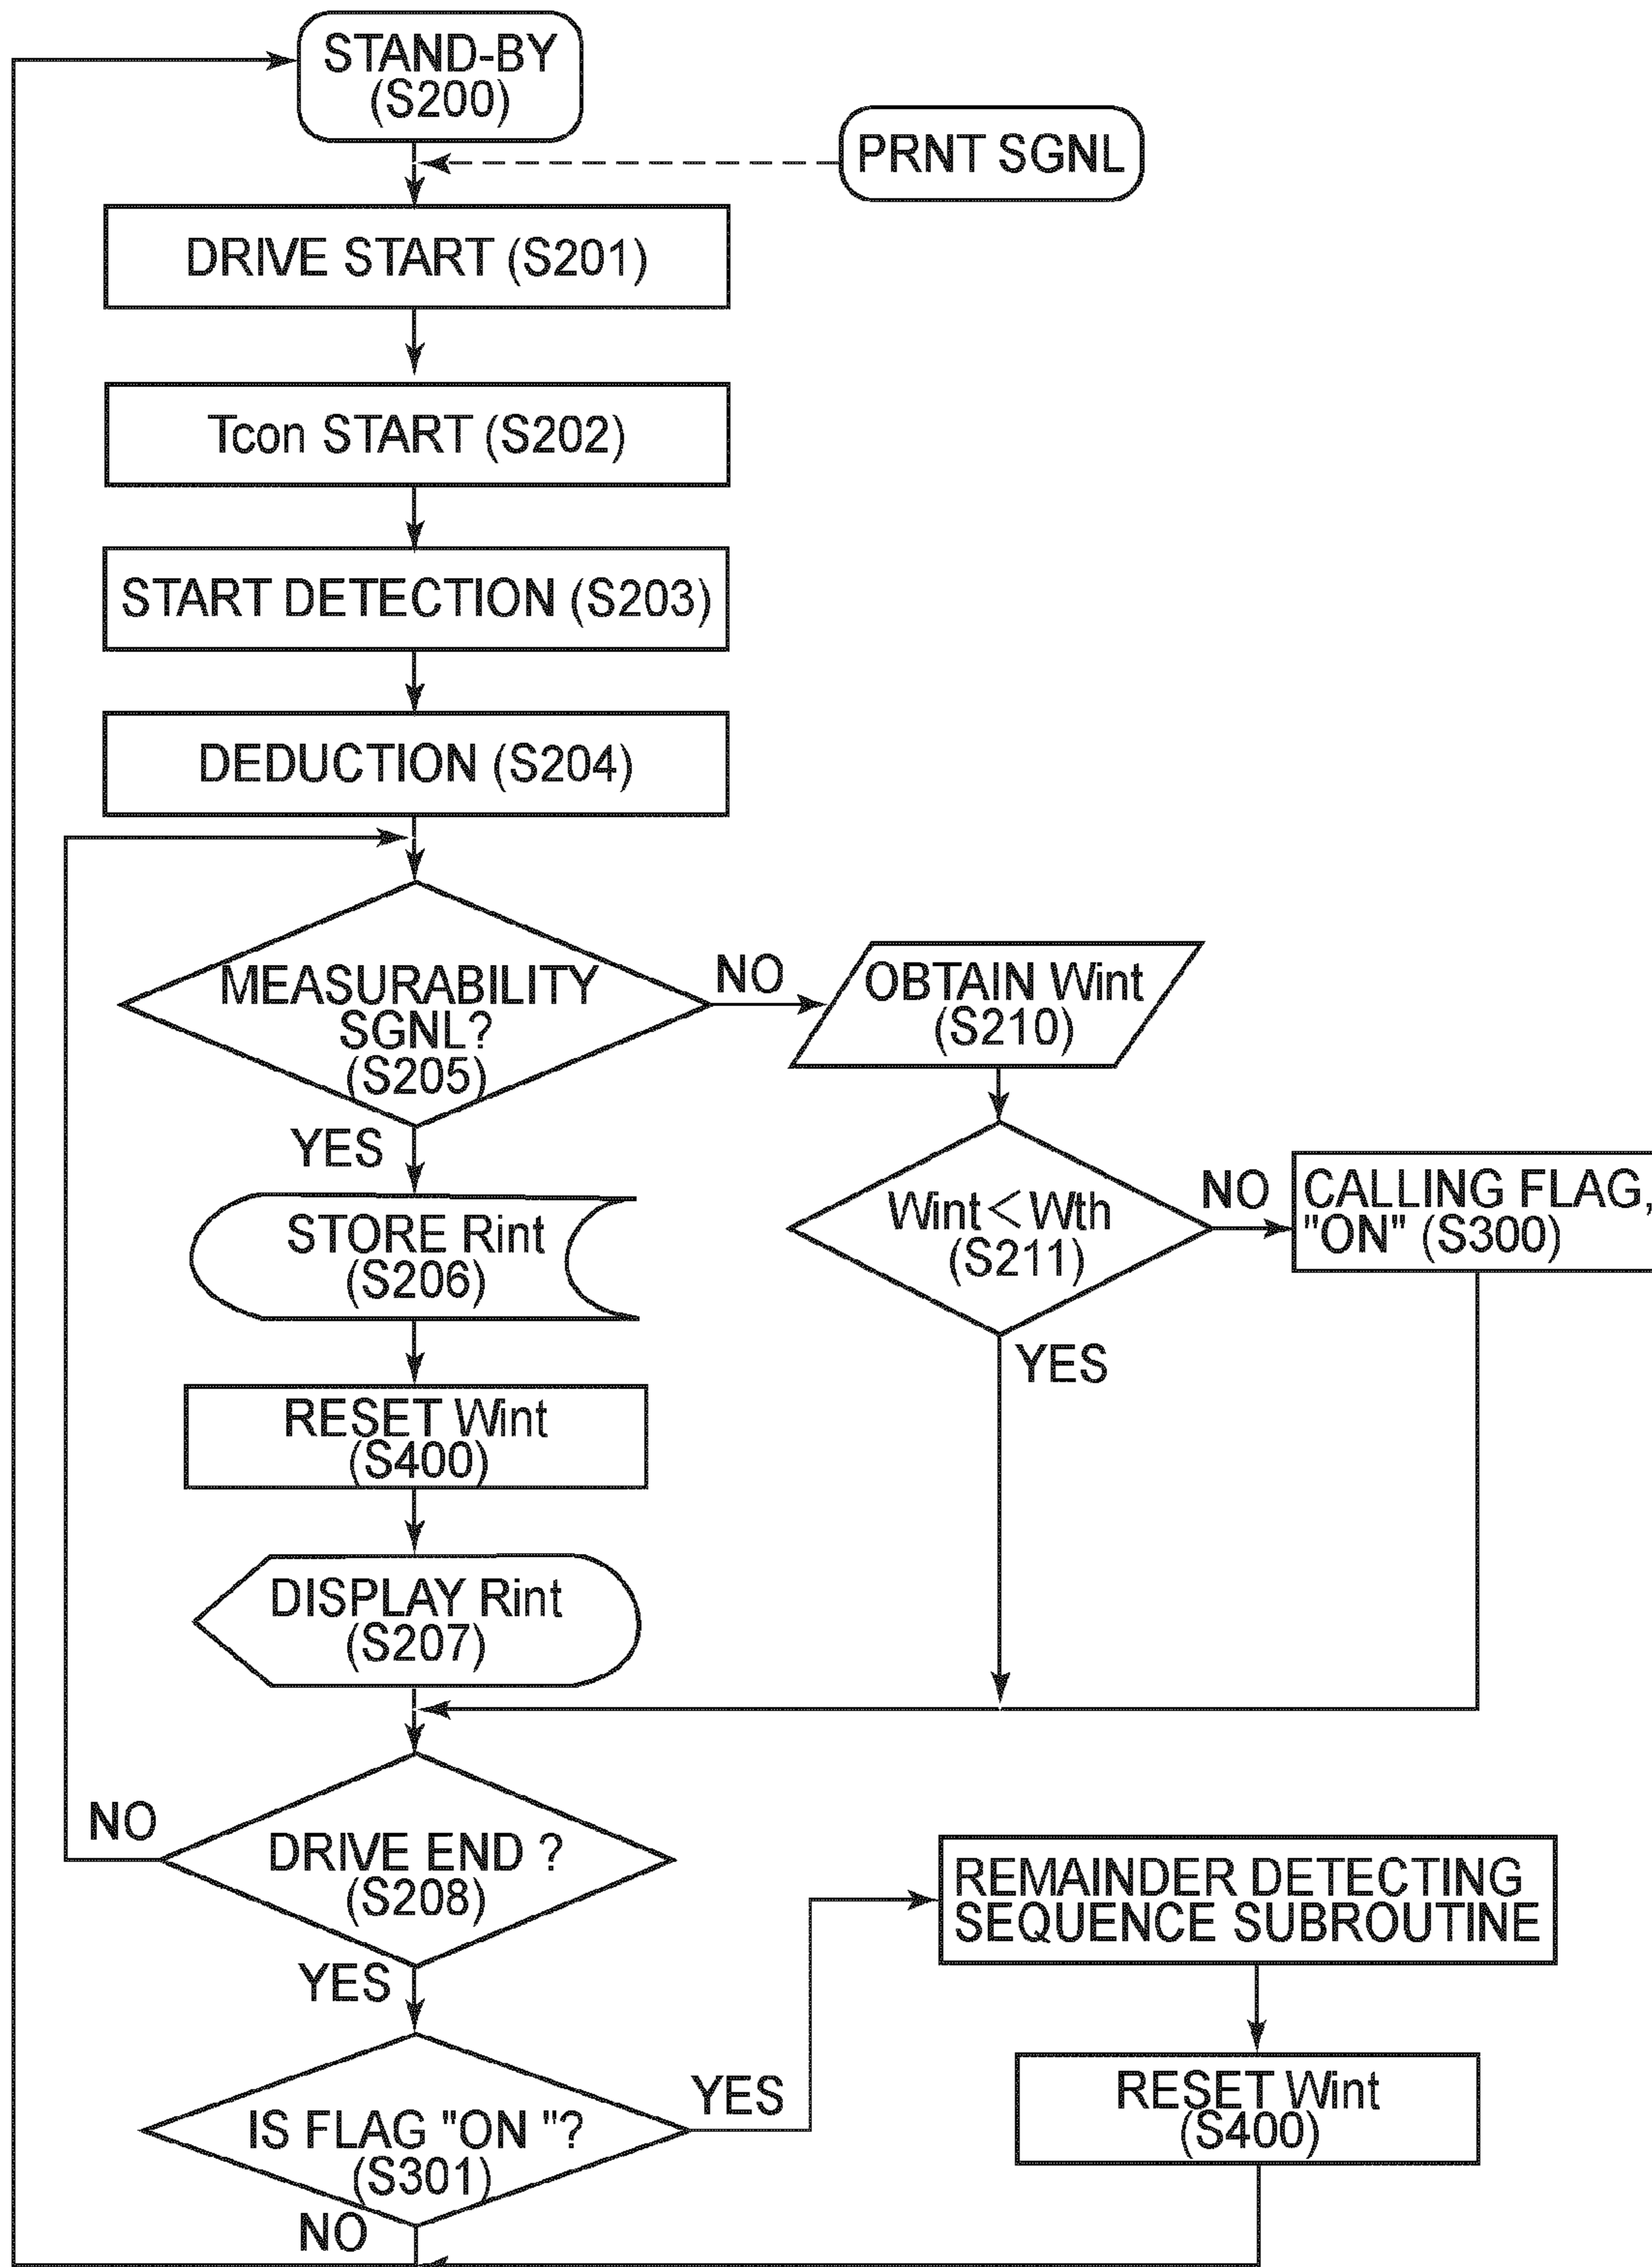 STAND-BY
(S200)
PRNT SGNL
DRIVE START (S201)
Tcon START (S202)
START DETECTION (S203)
DEDUCTION (S204)
MEASURABILITY
SGNL?
(S205)
NO
OBTAIN Wint
(S210)
YES
Wint<Wth
(S211)
NO
CALLING FLAG,
"ON" (S300)
YES
STORE Rint
(S206)
RESET Wint
(S400)
DISPLAY Rint
(S207)
DRIVE END ?
(S208)
NO
YES
IS FLAG "ON "?
(S301)
YES
REMAINDER DETECTING
SEQUENCE SUBROUTINE
RESET Wint
(S400)
NO